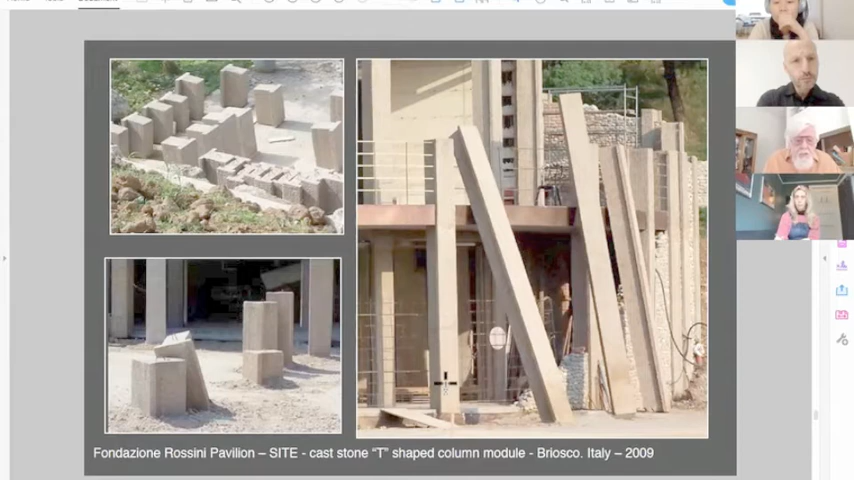 Fondazione Rossini Pavilion – SITE - cast stone “T” shaped column module - Briosco. Italy – 2009